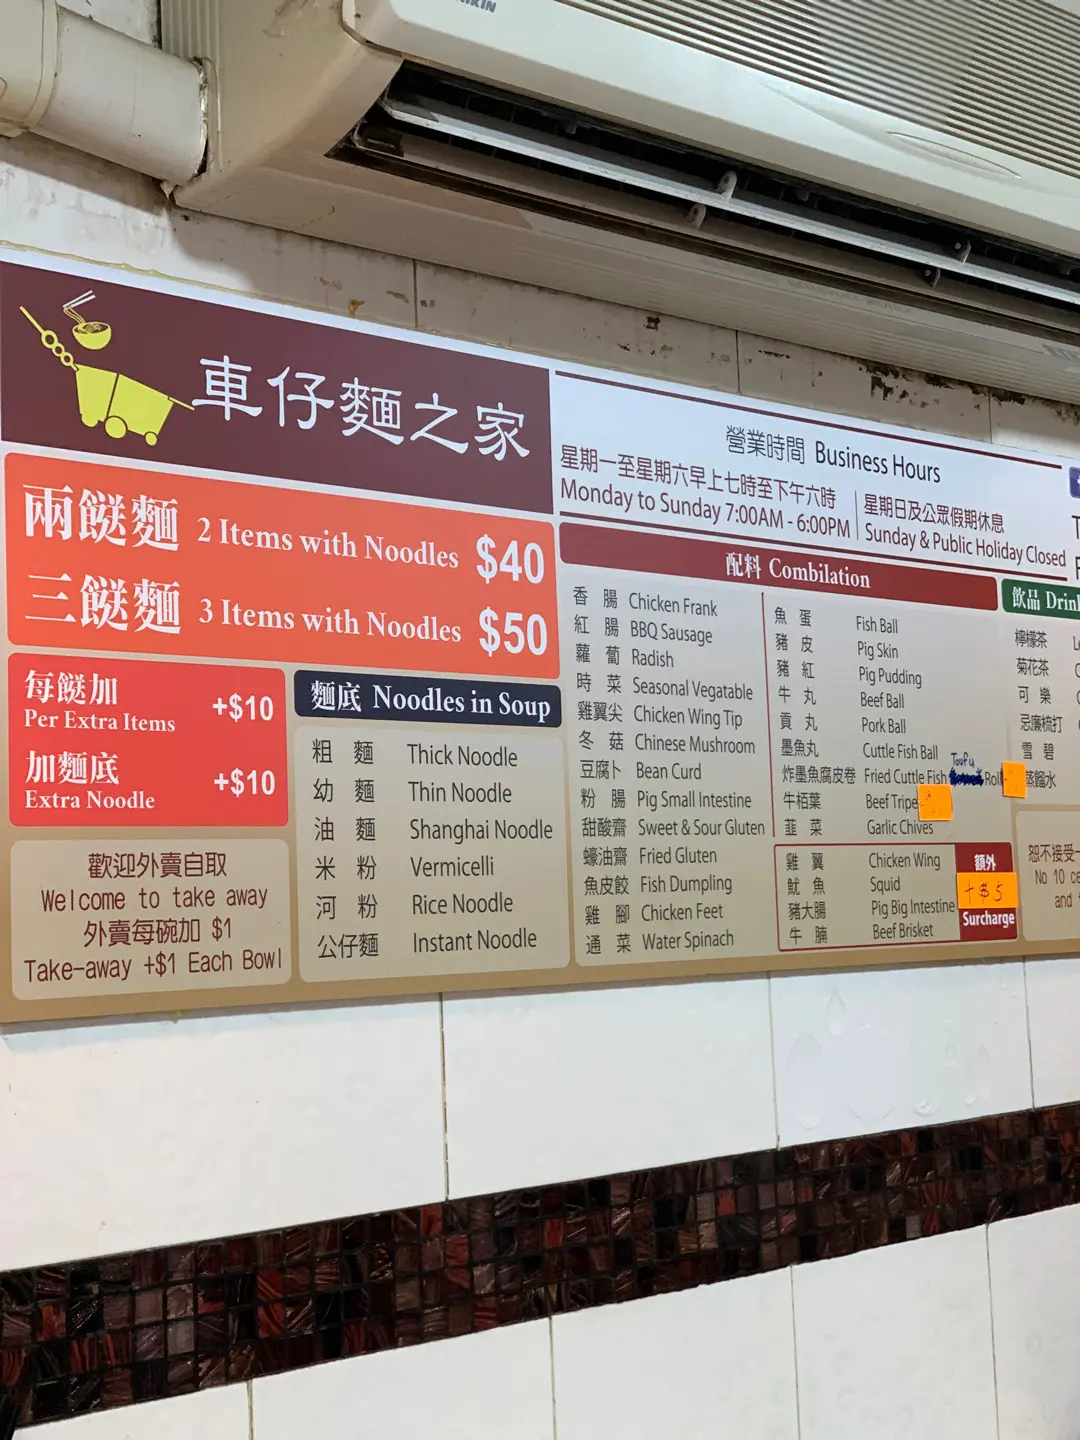 車仔麵之家
兩餸麵 2 Items with Noodles $40
三餸麵 3 Items with Noodles $50
每餸加
Per Extra Items +$10
加麵底
Extra Noodle +$10
歡迎外賣自取
Welcome to take away
外賣每碗加 $1
Take-away +$1 Each Bowl
麵底 Noodles in Soup
粗麵 Thick Noodle
幼麵 Thin Noodle
油麵 Shanghai Noodle
米粉 Vermicelli
河粉 Rice Noodle
公仔麵 Instant Noodle
營業時間 Business Hours
星期一至星期六早上七時至下午六時
Monday to Sunday 7:00AM - 6:00PM
星期日及公眾假期休息
Sunday & Public Holiday Closed
配料 Combilation
香腸 Chicken Frank
紅腸 BBQ Sausage
蘿蔔 Radish
時菜 Seasonal Vegatable
雞翼尖 Chicken Wing Tip
冬菇 Chinese Mushroom
豆腐卜 Bean Curd
粉腸 Pig Small Intestine
甜酸齋 Sweet & Sour Gluten
蠔油齋 Fried Gluten
魚皮餃 Fish Dumpling
雞腳 Chicken Feet
通菜 Water Spinach
魚蛋 Fish Ball
豬皮 Pig Skin
豬紅 Pig Pudding
牛丸 Beef Ball
貢丸 Pork Ball
墨魚丸 Cuttle Fish Ball
炸墨魚腐皮卷 Fried Cuttle Fish Toufu Roll
牛栢葉 Beef Tripe
韮菜 Garlic Chives
雞翼 Chicken Wing
魷魚 Squid
豬大腸 Pig Big Intestine
牛腩 Beef Brisket
額外
+$5
Surcharge
飲品 Drin
檸檬茶
菊花茶
可樂
忌廉梳打
雪碧
蒸餾水
恕不接受一
No 10 ce
and